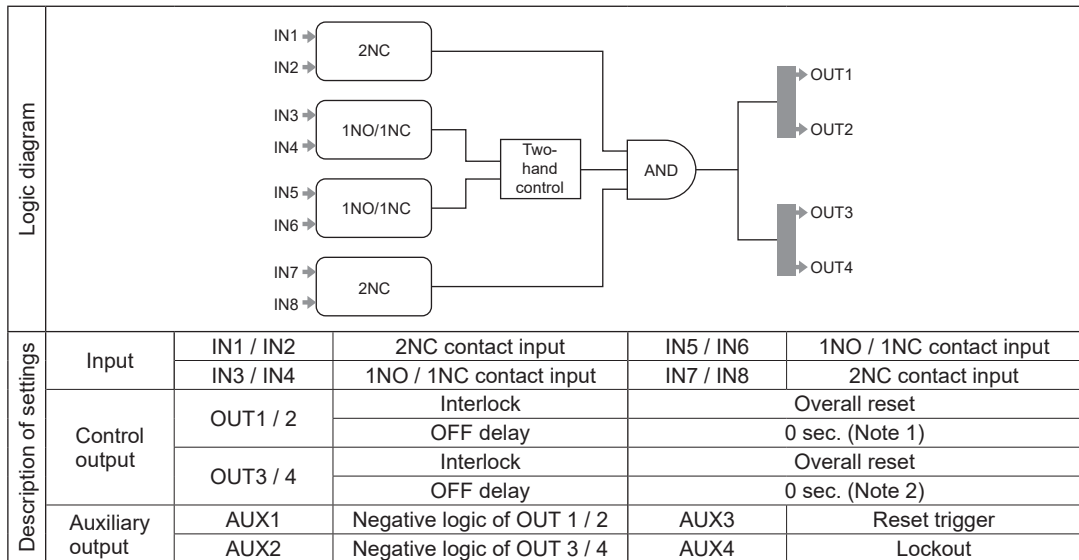 Logic diagram
IN1
IN2
2NC
IN3
IN4
1NO/1NC
IN5
IN6
1NO/1NC
IN7
IN8
2NC
Two-
hand
control
AND
OUT1
OUT2
OUT3
OUT4
Description of settings
Input
IN1 / IN2 2NC contact input IN5 / IN6 1NO / 1NC contact input
IN3 / IN4 1NO / 1NC contact input IN7 / IN8 2NC contact input
Control
output
OUT1 / 2
Interlock Overall reset
OFF delay 0 sec. (Note 1)
OUT3 / 4
Interlock Overall reset
OFF delay 0 sec. (Note 2)
Auxiliary
output
AUX1 Negative logic of OUT 1 / 2 AUX3 Reset trigger
AUX2 Negative logic of OUT 3 / 4 AUX4 Lockout